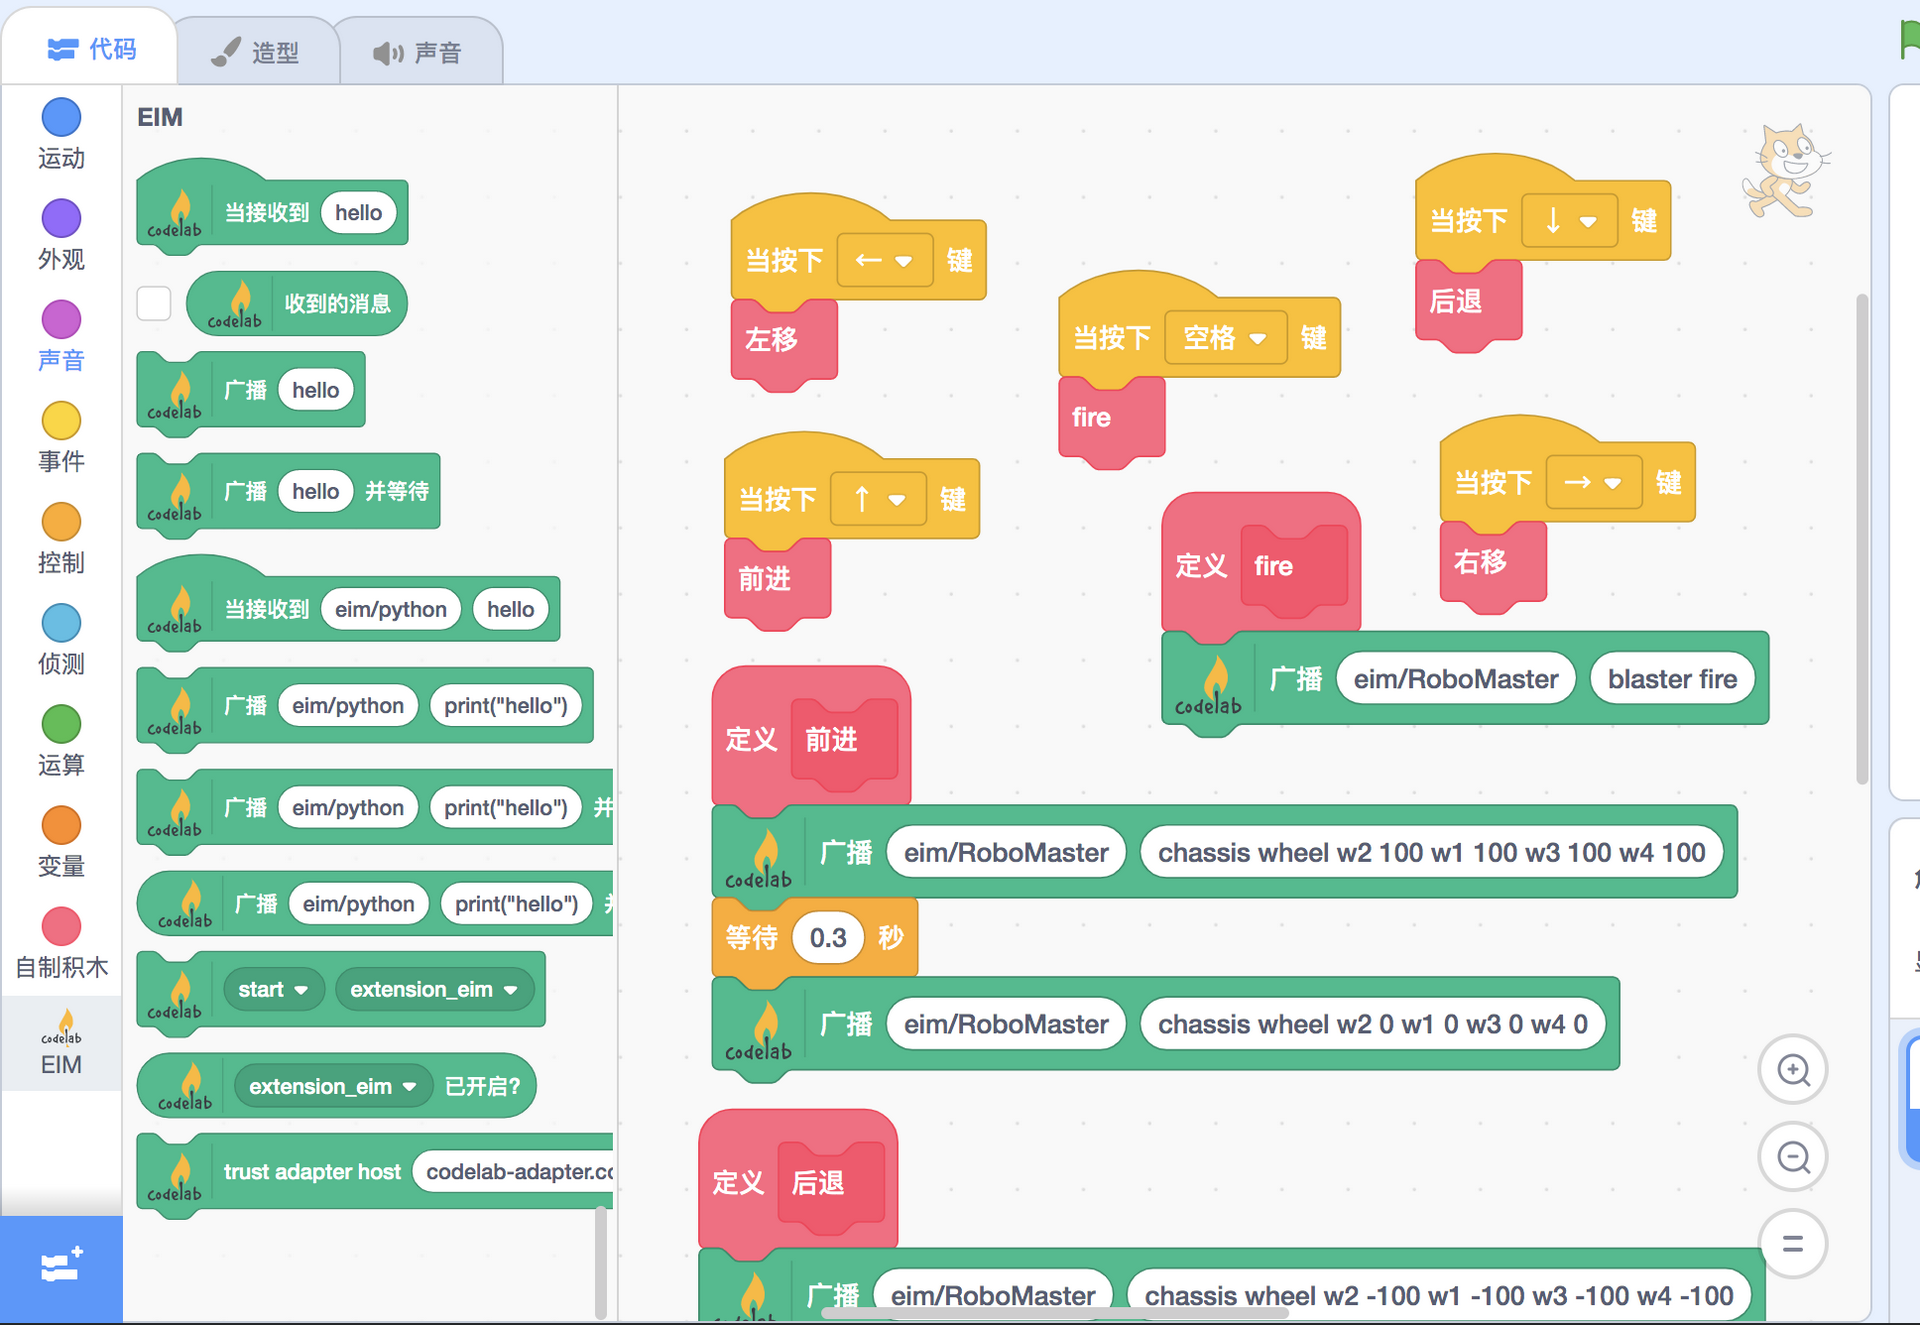 代码
造型
声音
运动
外观
声音
事件
控制
侦测
运算
变量
自制积木
codelab
EIM
EIM
codelab 当接收到 hello
codelab 收到的消息
codelab 广播 hello
codelab 广播 hello 并等待
codelab 当接收到 eim/python hello
codelab 广播 eim/python print("hello")
codelab 广播 eim/python print("hello") 并
codelab 广播 eim/python print("hello")
codelab start extension_eim
codelab extension_eim 已开启?
codelab trust adapter host codelab-adapter.cc
当按下 ← 键
左移
当按下 空格 键
fire
当按下 ↓ 键
后退
当按下 ↑ 键
前进
当按下 → 键
右移
定义 fire
codelab 广播 eim/RoboMaster blaster fire
定义 前进
codelab 广播 eim/RoboMaster chassis wheel w2 100 w1 100 w3 100 w4 100
等待 0.3 秒
codelab 广播 eim/RoboMaster chassis wheel w2 0 w1 0 w3 0 w4 0
定义 后退
广播 eim/RoboMaster chassis wheel w2 -100 w1 -100 w3 -100 w4 -100